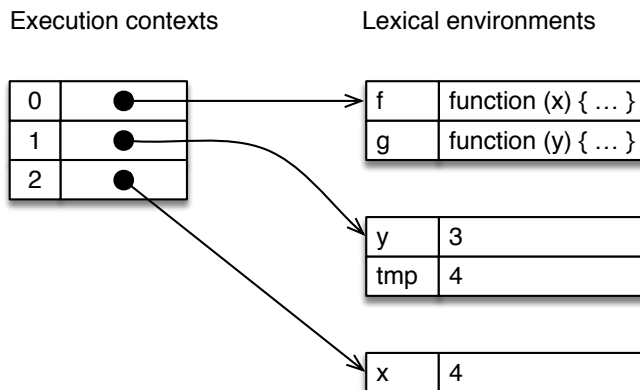 Execution contexts
Lexical environments
0
1
2
f function (x) { … }
g function (y) { … }
y 3
tmp 4
x 4